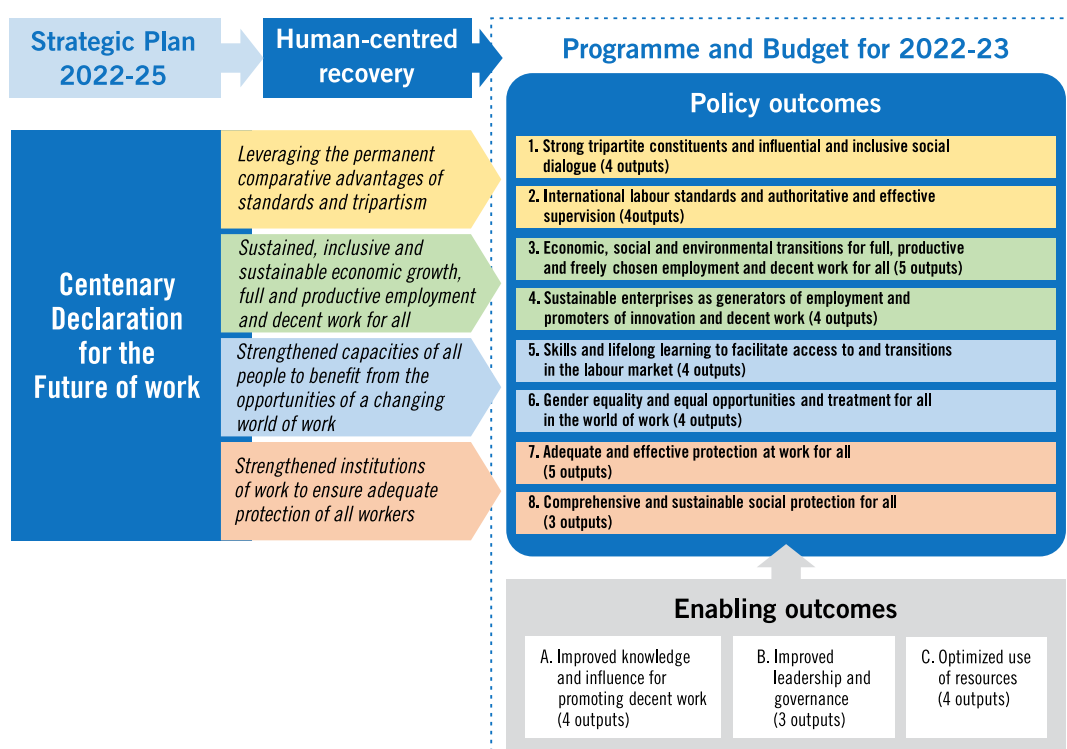 Strategic Plan
2022-25
Human-centred
recovery
Programme and Budget for 2022-23
Centenary
Declaration
for the
Future of work
Leveraging the permanent
comparative advantages of
standards and tripartism
Sustained, inclusive and
sustainable economic growth,
full and productive employment
and decent work for all
Strengthened capacities of all
people to benefit from the
opportunities of a changing
world of work
Strengthened institutions
of work to ensure adequate
protection of all workers
Policy outcomes
1. Strong tripartite constituents and influential and inclusive social
dialogue (4 outputs)
2. International labour standards and authoritative and effective
supervision (4outputs)
3. Economic, social and environmental transitions for full, productive
and freely chosen employment and decent work for all (5 outputs)
4. Sustainable enterprises as generators of employment and
promoters of innovation and decent work (4 outputs)
5. Skills and lifelong learning to facilitate access to and transitions
in the labour market (4 outputs)
6. Gender equality and equal opportunities and treatment for all
in the world of work (4 outputs)
7. Adequate and effective protection at work for all
(5 outputs)
8. Comprehensive and sustainable social protection for all
(3 outputs)
Enabling outcomes
A. Improved knowledge
and influence for
promoting decent work
(4 outputs)
B. Improved
leadership and
governance
(3 outputs)
C. Optimized use
of resources
(4 outputs)